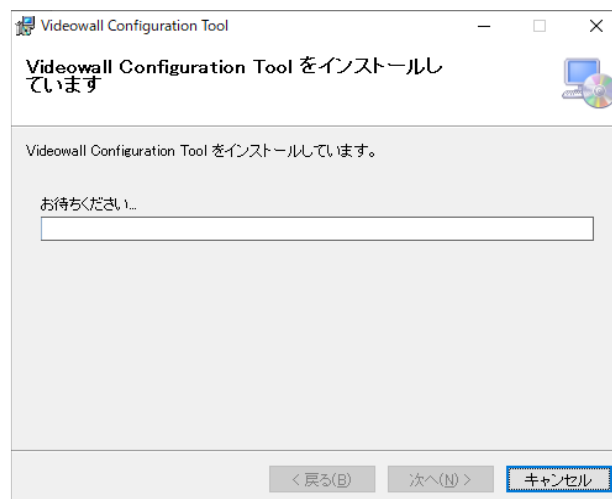 Videowall Configuration Tool
Videowall Configuration Tool をインストールし
ています
Videowall Configuration Tool をインストールしています。
お待ちください...
< 戻る(B)
次へ(N) >
キャンセル